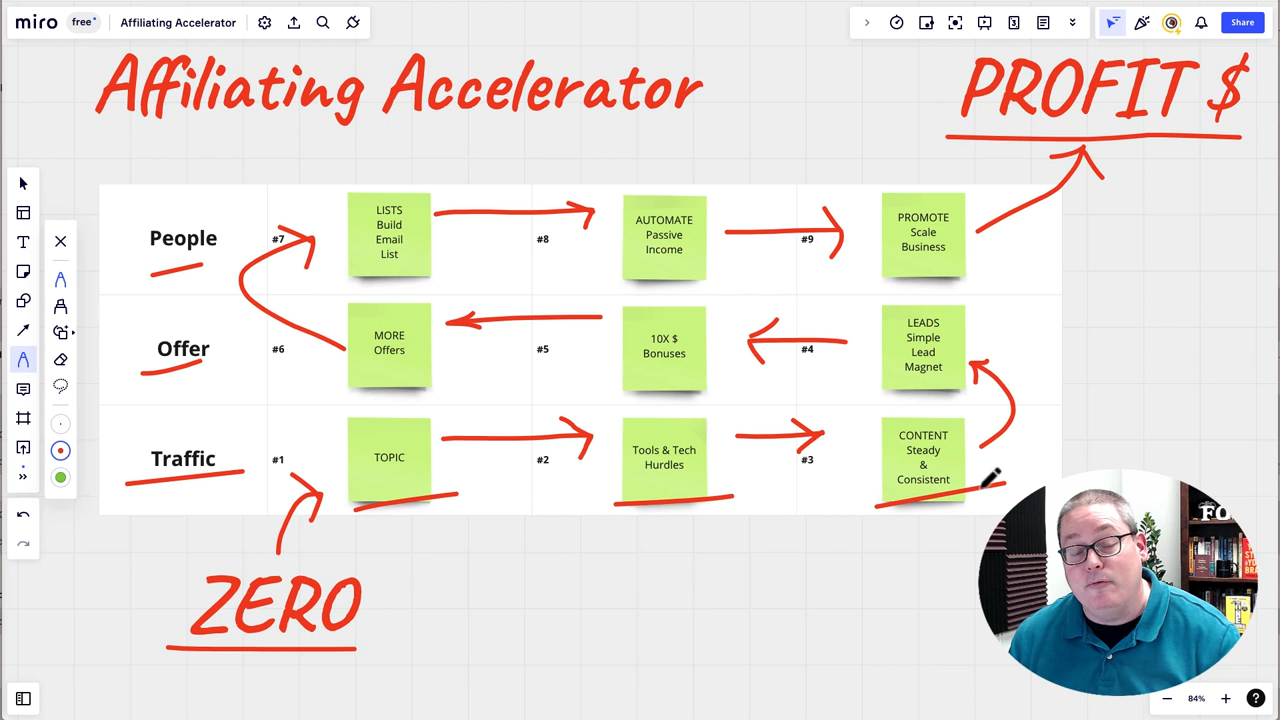 miro free Affiliating Accelerator
3
Share
Affiliating Accelerator
PROFIT $
People
#7
LISTS
Build
Email
List
#8
AUTOMATE
Passive
Income
#9
PROMOTE
Scale
Business
Offer
#6
MORE
Offers
#5
10X $
Bonuses
#4
LEADS
Simple
Lead
Magnet
Traffic
#1
TOPIC
#2
Tools & Tech
Hurdles
#3
CONTENT
Steady
&
Consistent
ZERO
84%
?